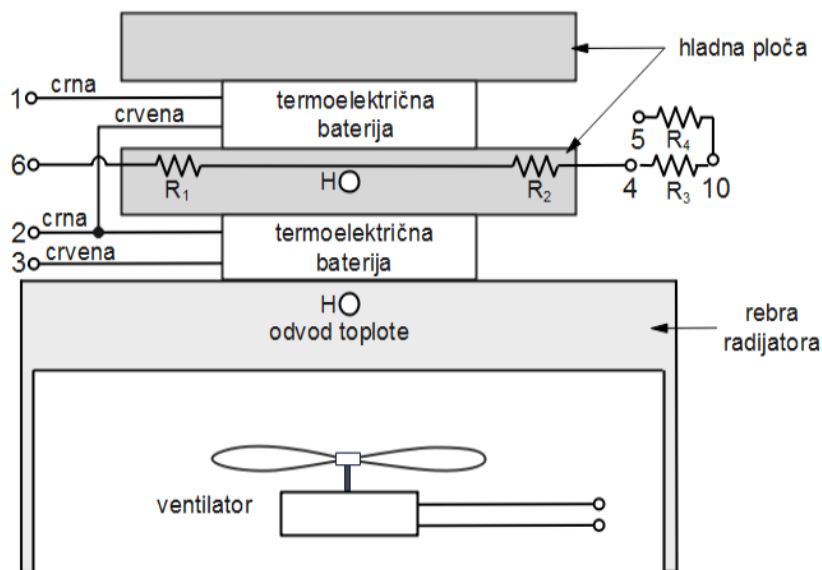 hladna ploča
1
crna
crvena
termoelektrična
baterija
5
R4
6
R1
H
R2
4
R3
10
2
crna
3
crvena
termoelektrična
baterija
H
odvod toplote
rebra
radijatora
ventilator